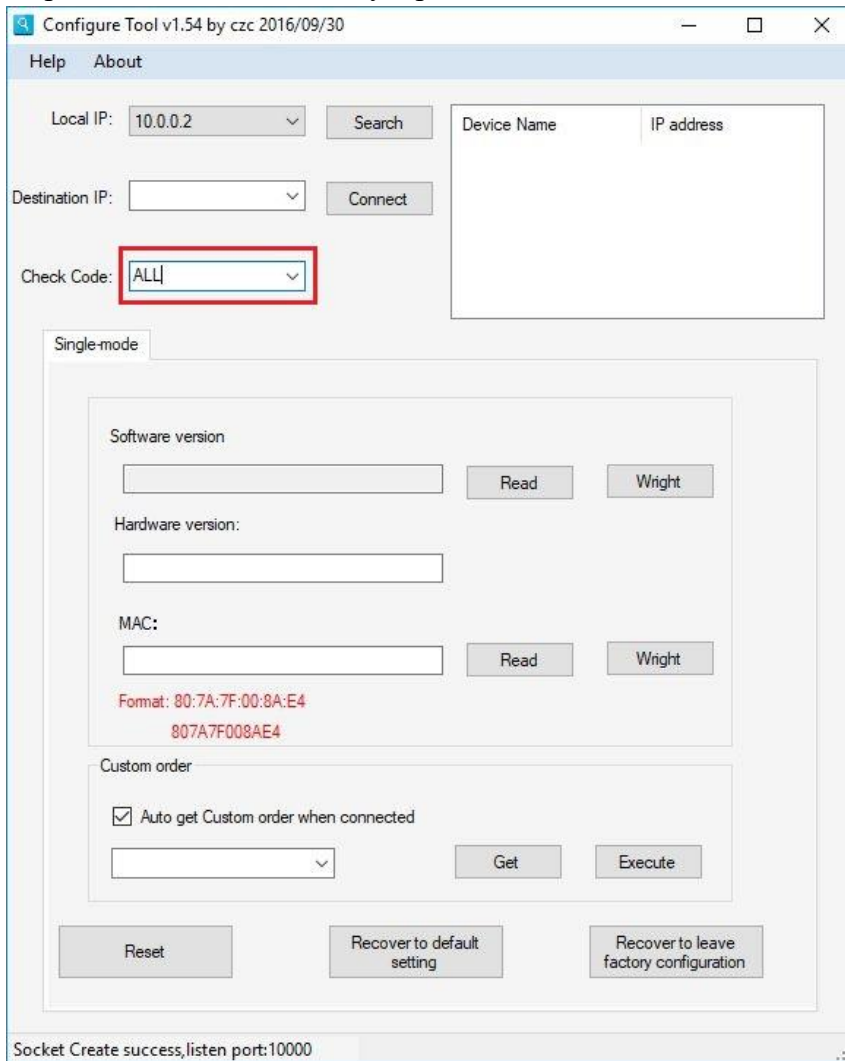 Configure Tool v1.54 by czc 2016/09/30
Help About
Local IP: 10.0.0.2 Search
Device Name IP address
Destination IP: Connect
Check Code: ALL
Single-mode
Software version
Read Wright
Hardware version:
MAC:
Read Wright
Format: 80:7A:7F:00:8A:E4
807A7F008AE4
Custom order
Auto get Custom order when connected
Get Execute
Reset
Recover to default
setting
Recover to leave
factory configuration
Socket Create success,listen port:10000